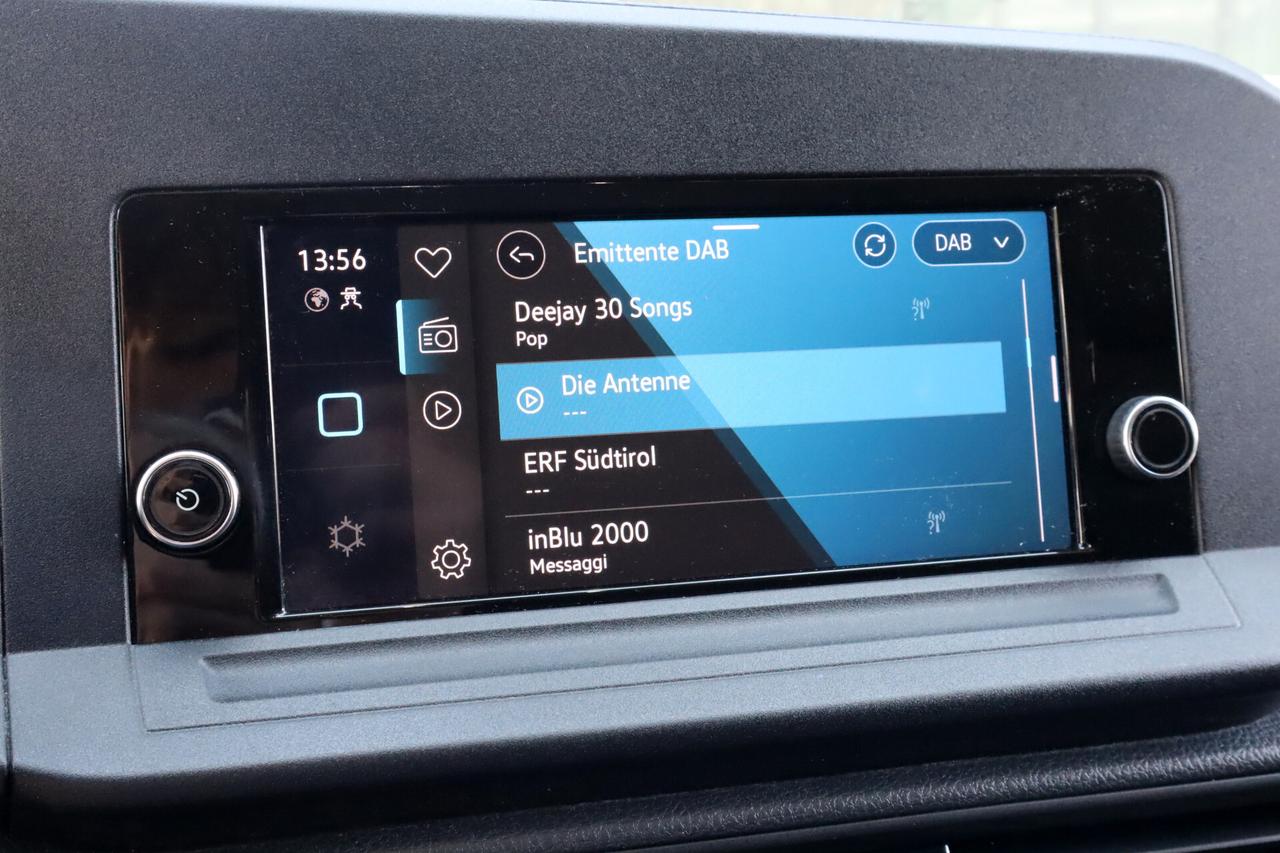 13:56
Emittente DAB
DAB
Deejay 30 Songs
Pop
Die Antenne
---
ERF Südtirol
---
inBlu 2000
Messaggi